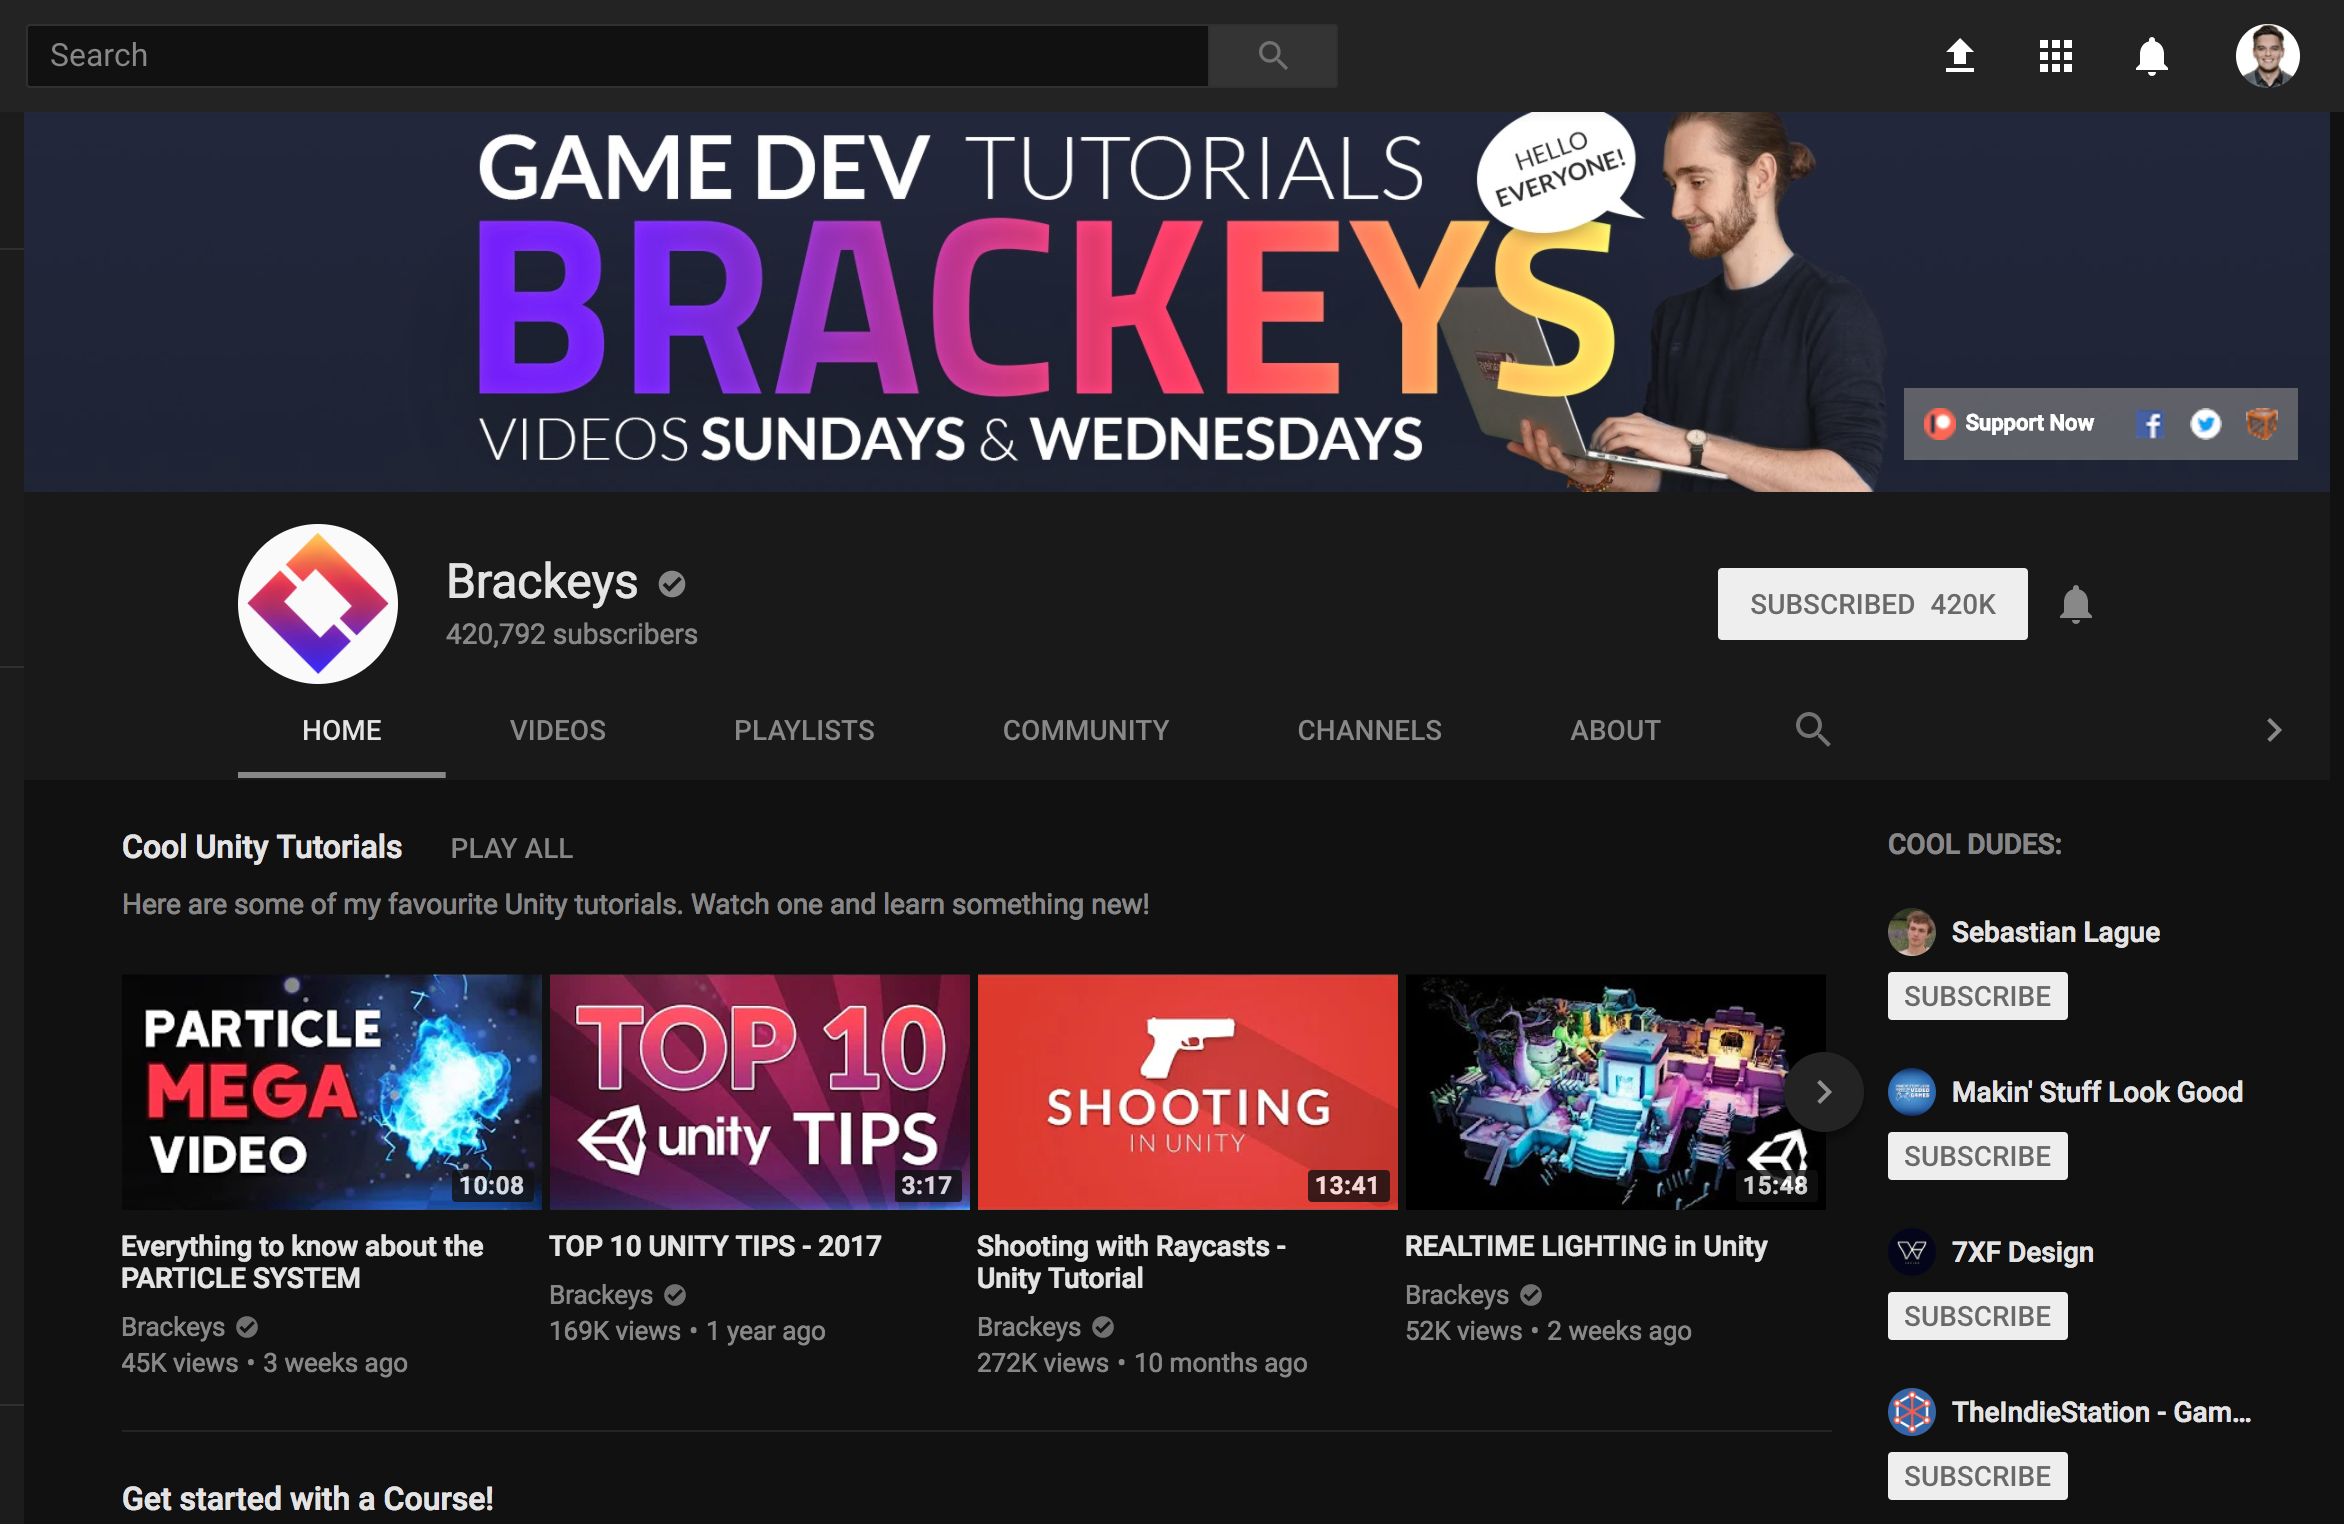 Search
GAME DEV TUTORIALS
BRACKEYS
VIDEOS SUNDAYS & WEDNESDAYS
HELLO
EVERYONE!
Support Now
Brackeys
420,792 subscribers
SUBSCRIBED 420K
HOME VIDEOS PLAYLISTS COMMUNITY CHANNELS ABOUT
Cool Unity Tutorials PLAY ALL
Here are some of my favourite Unity tutorials. Watch one and learn something new!
PARTICLE
MEGA
VIDEO
10:08
Everything to know about the
PARTICLE SYSTEM
Brackeys
45K views • 3 weeks ago
TOP 10
unity TIPS
3:17
TOP 10 UNITY TIPS - 2017
Brackeys
169K views • 1 year ago
SHOOTING
IN UNITY
13:41
Shooting with Raycasts -
Unity Tutorial
Brackeys
272K views • 10 months ago
15:48
REALTIME LIGHTING in Unity
Brackeys
52K views • 2 weeks ago
Get started with a Course!
COOL DUDES:
Sebastian Lague
SUBSCRIBE
Makin' Stuff Look Good
SUBSCRIBE
7XF Design
SUBSCRIBE
TheIndieStation - Gam...
SUBSCRIBE